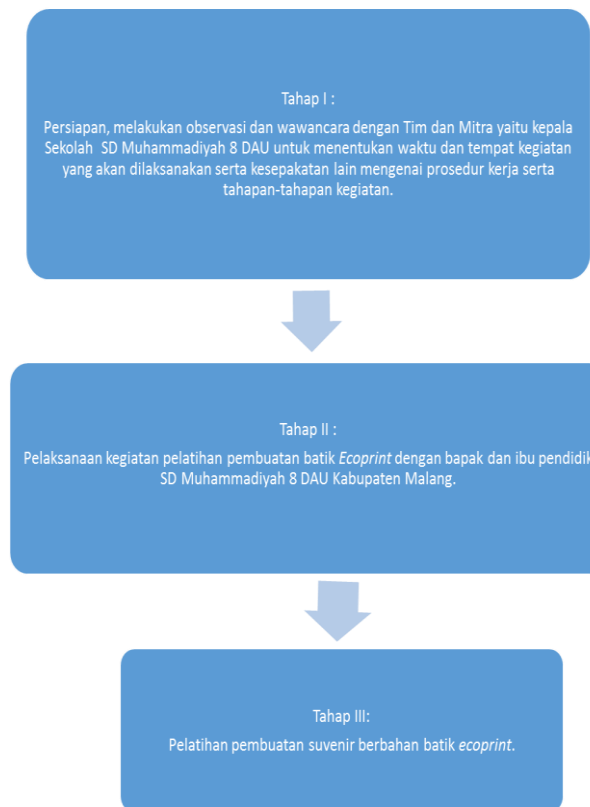 Tahap I :
Persiapan, melakukan observasi dan wawancara dengan Tim dan Mitra yaitu kepala
Sekolah SD Muhammadiyah 8 DAU untuk menentukan waktu dan tempat kegiatan
yang akan dilaksanakan serta kesepakatan lain mengenai prosedur kerja serta
tahapan-tahapan kegiatan.
Tahap II :
Pelaksanaan kegiatan pelatihan pembuatan batik Ecoprint dengan bapak dan ibu pendidik
SD Muhammadiyah 8 DAU Kabupaten Malang.
Tahap III:
Pelatihan pembuatan suvenir berbahan batik ecoprint.